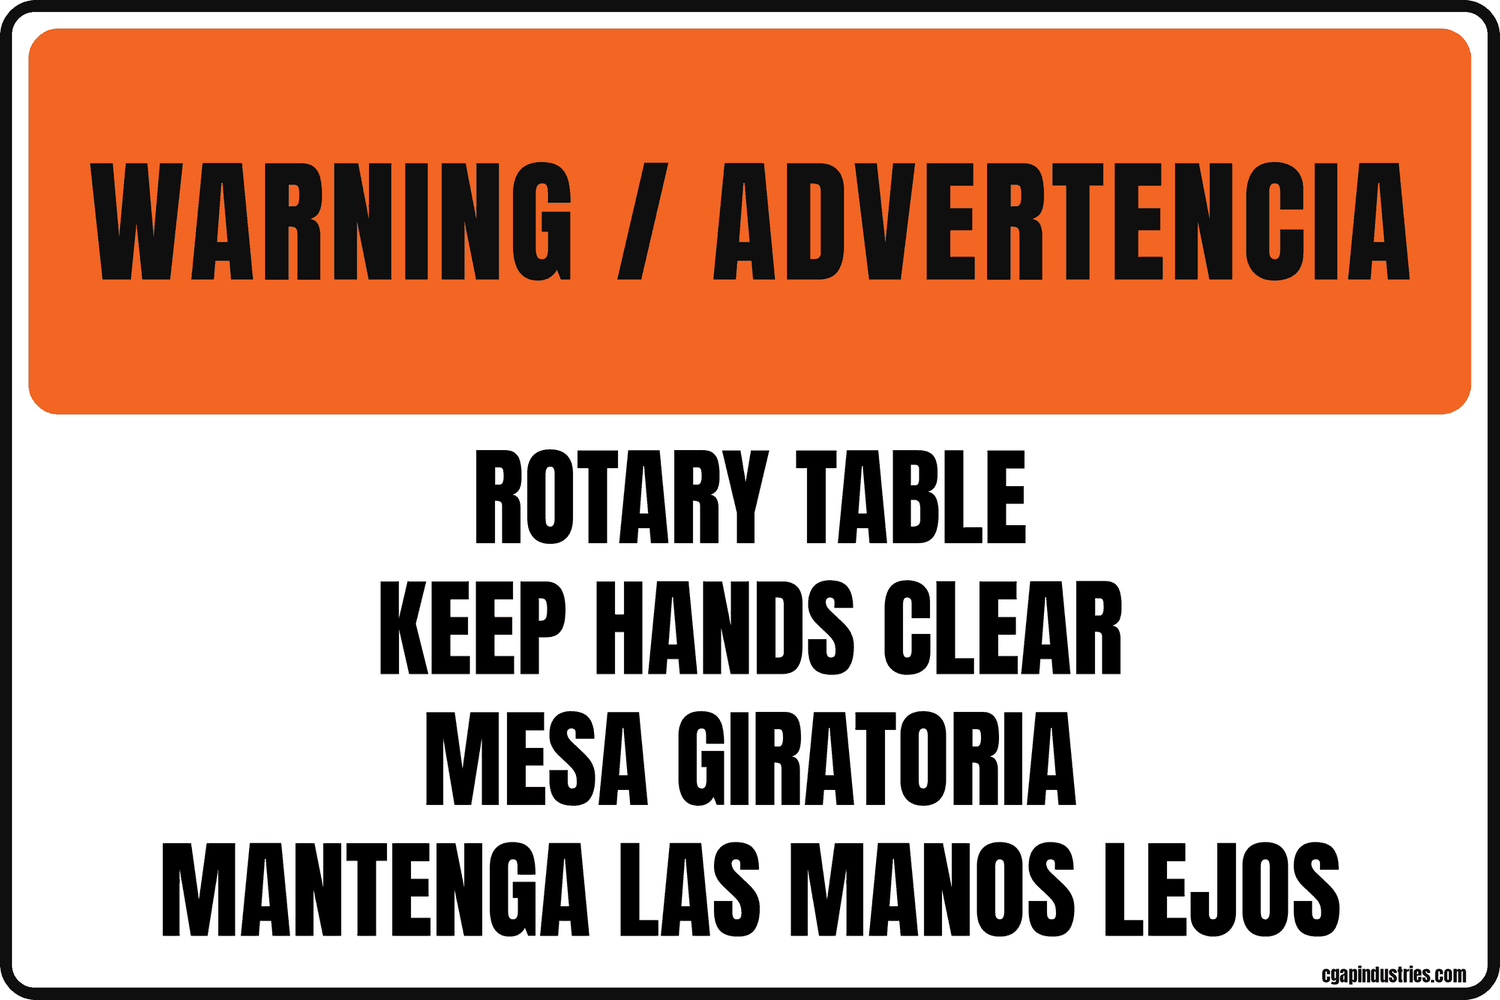 WARNING / ADVERTENCIA
ROTARY TABLE
KEEP HANDS CLEAR
MESA GIRATORIA
MANTENGA LAS MANOS LEJOS
cgapindustries.com